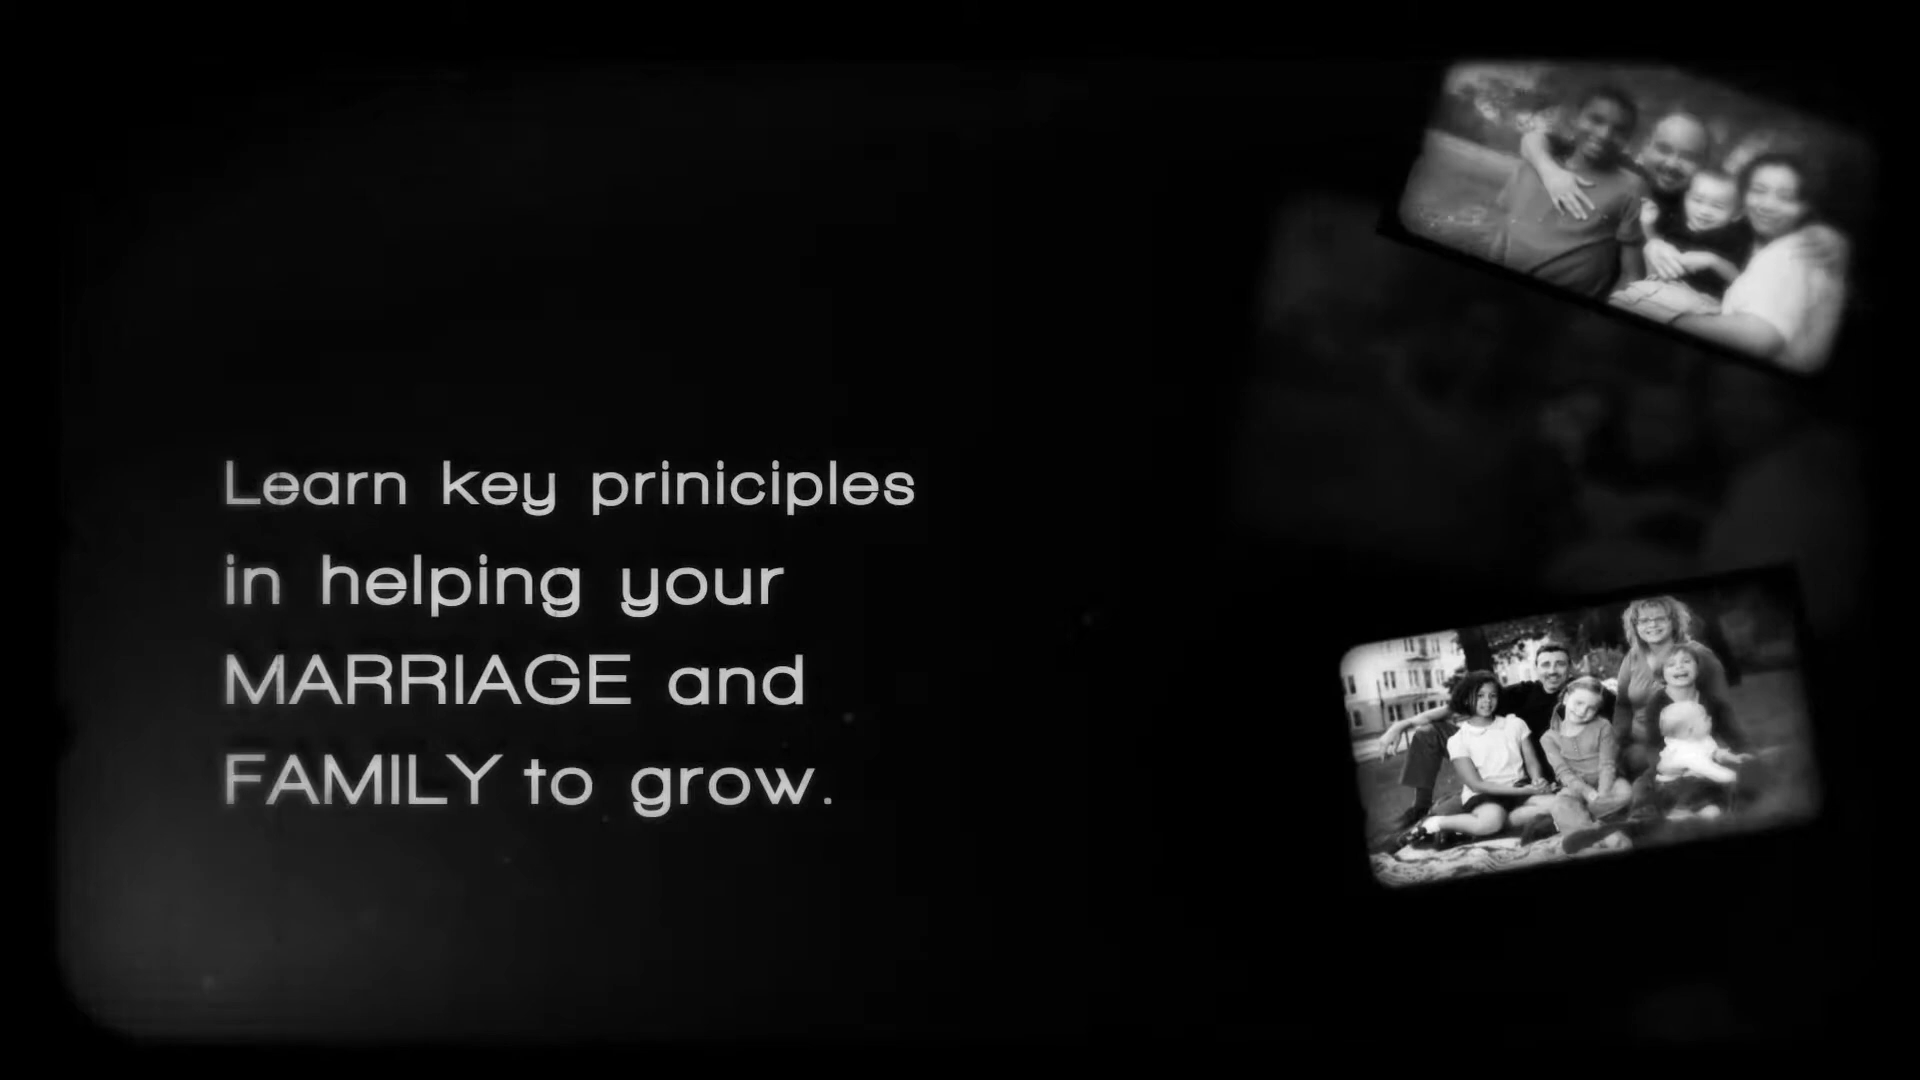 Learn key priniciples
in helping your
MARRIAGE and
FAMILY to grow.